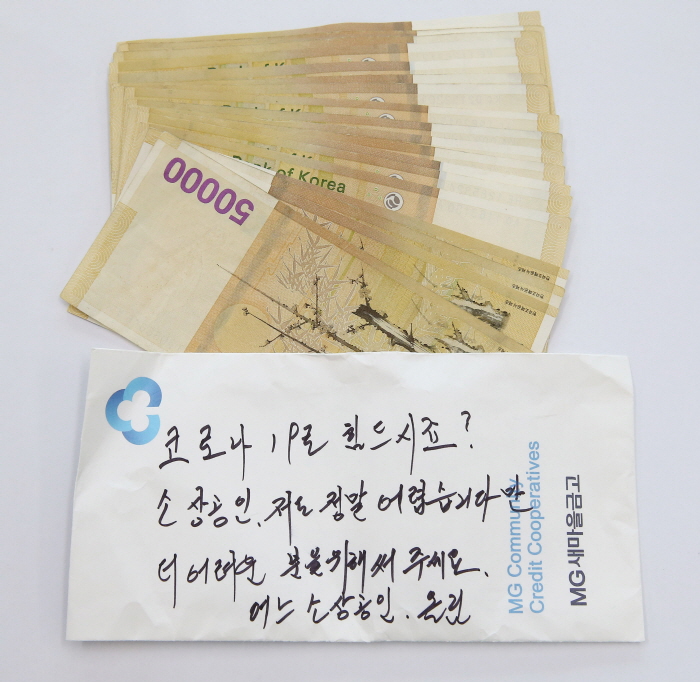 Bank of Korea
50000
코로나 19로 힘드시죠?
소상공인. 저도 정말 어렵습니다만
더 어려운 분을 위해 써 주세요.
어느 소상공인. 올림
MG Community
Credit Cooperatives
MG새마을금고